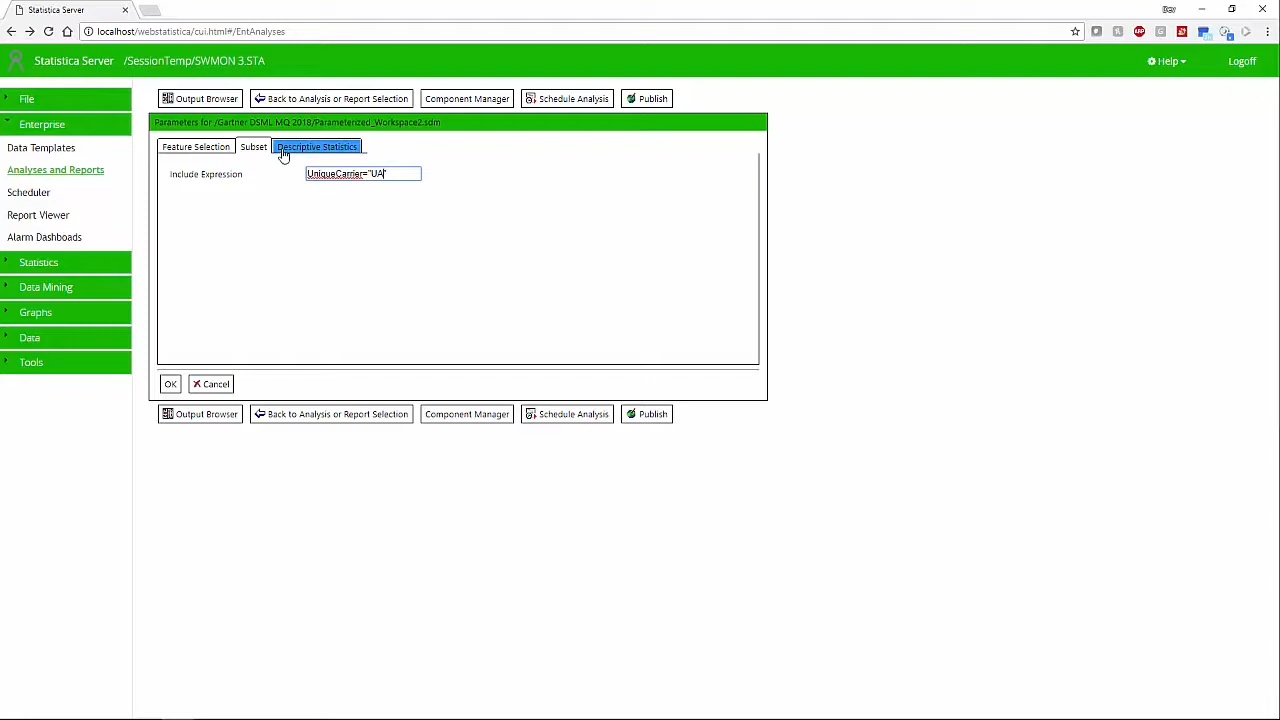 Statistica Server
Dev
localhost/webstatistica/cui.html#/EntAnalyses
Statistica Server /SessionTemp/SWMON 3.STA
Help
Logoff
File
Enterprise
Data Templates
Analyses and Reports
Scheduler
Report Viewer
Alarm Dashboads
Statistics
Data Mining
Graphs
Data
Tools
Output Browser Back to Analysis or Report Selection Component Manager Schedule Analysis Publish
Parameters for /Gartner DSML MQ 2018/Parameterized_Workspace2.sdm
Feature Selection Subset Descriptive Statistics
Include Expression UniqueCarrier="UA"
OK Cancel
Output Browser Back to Analysis or Report Selection Component Manager Schedule Analysis Publish